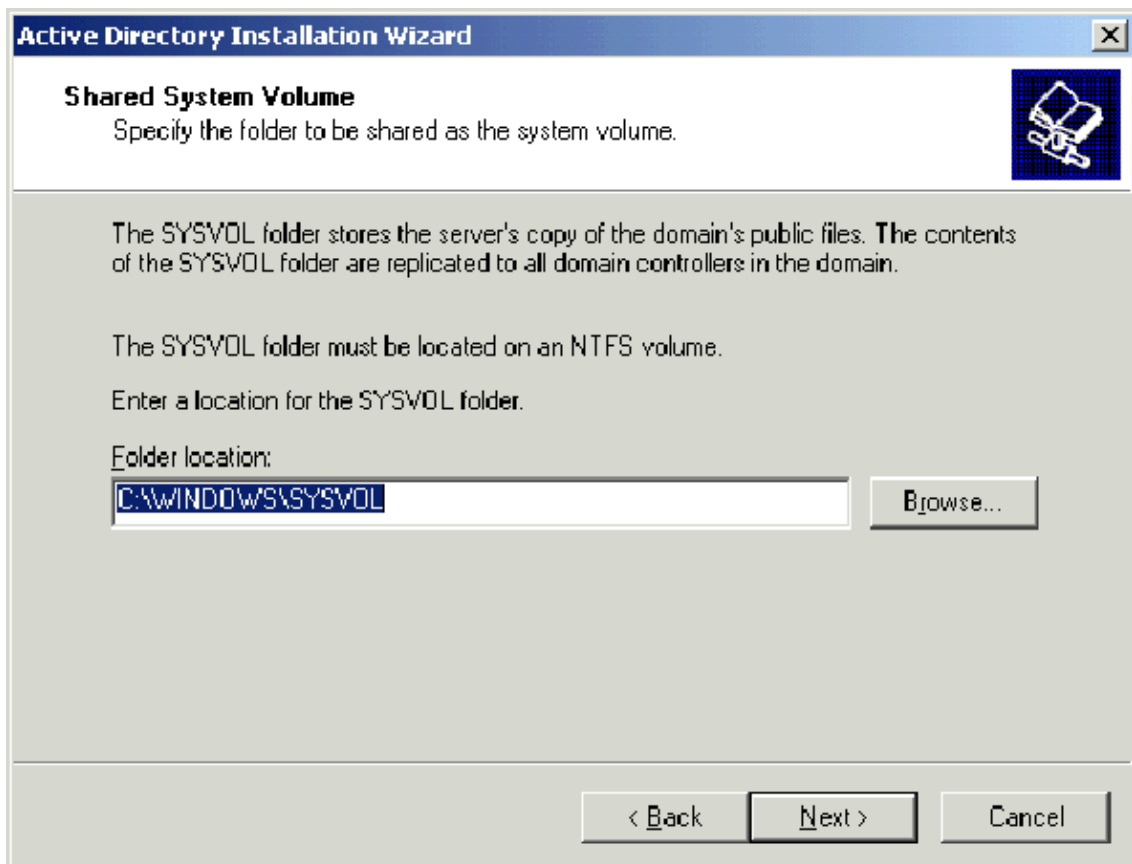 Active Directory Installation Wizard
Shared System Volume
Specify the folder to be shared as the system volume.
The SYSVOL folder stores the server's copy of the domain's public files. The contents
of the SYSVOL folder are replicated to all domain controllers in the domain.
The SYSVOL folder must be located on an NTFS volume.
Enter a location for the SYSVOL folder.
Folder location:
C:\WINDOWS\SYSVOL
Browse...
< Back
Next >
Cancel